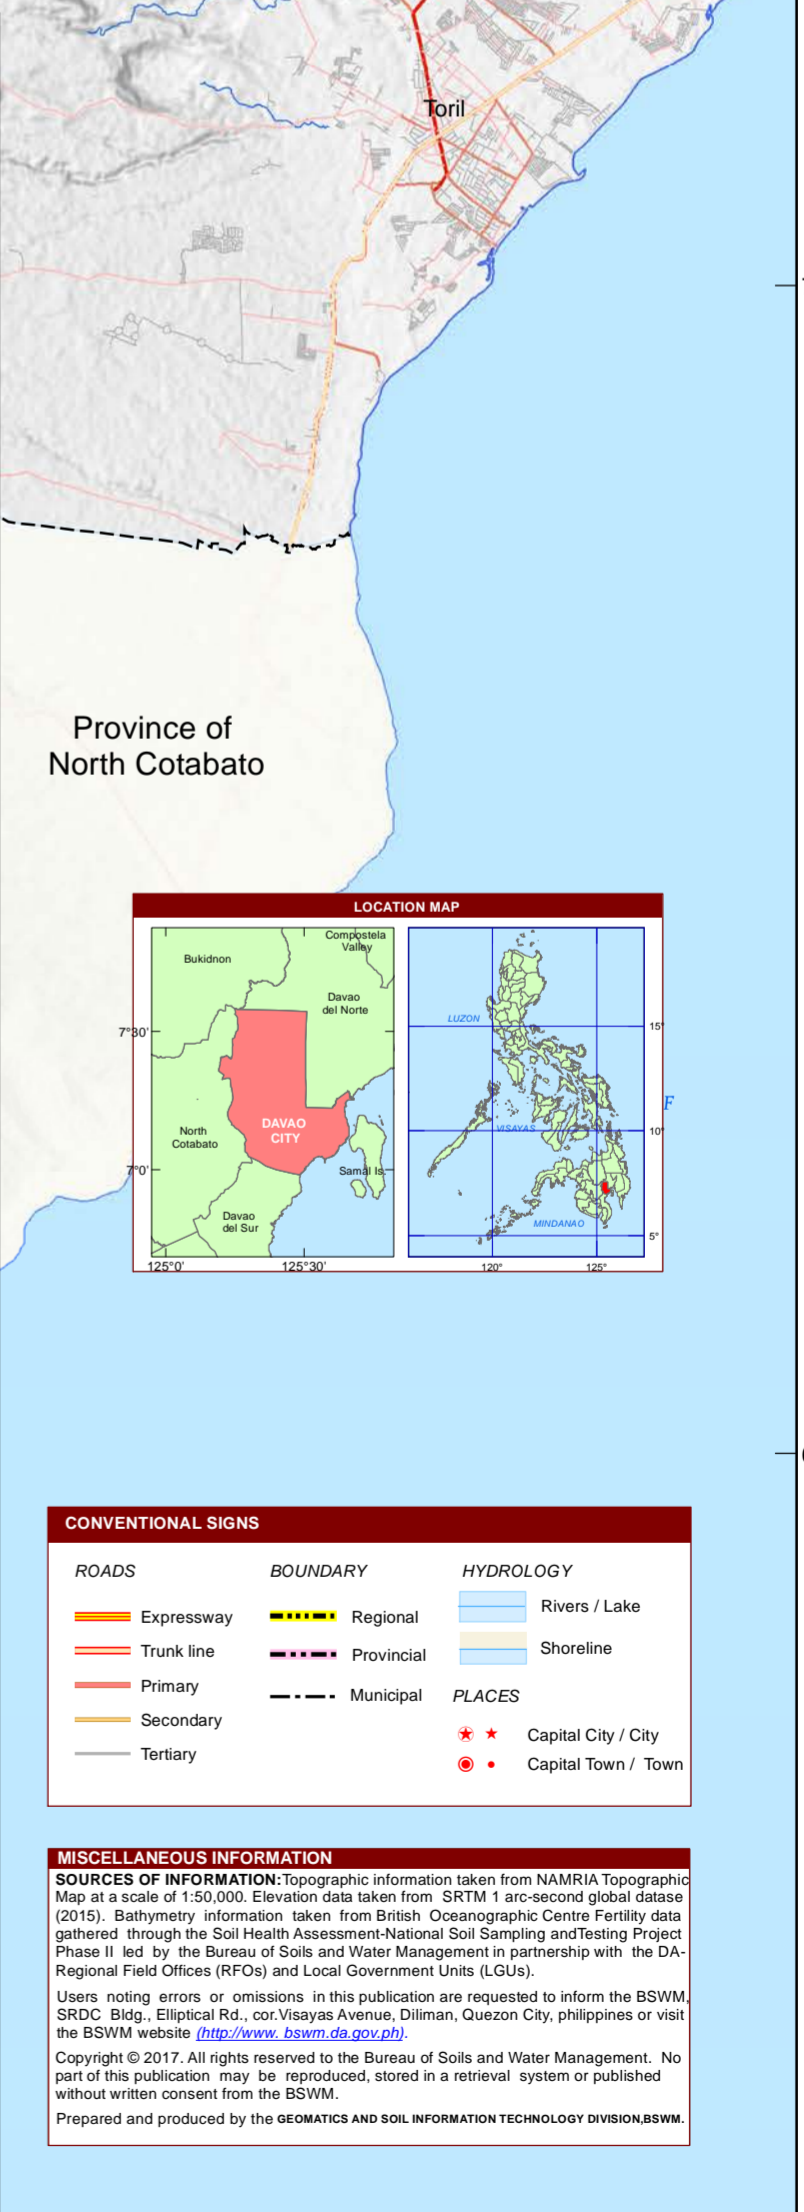 Toril
Province of
North Cotabato
LOCATION MAP
Compostela
Valley
Bukidnon
Davao
del Norte
7°30'
DAVAO
CITY
North
Cotabato
7°0'
Samal Is.
Davao
del Sur
125°0'
125°30'
LUZON
15°
VISAYAS
10°
MINDANAO
5°
120°
125°
F
CONVENTIONAL SIGNS
ROADS
Expressway
Trunk line
Primary
Secondary
Tertiary
BOUNDARY
Regional
Provincial
Municipal
HYDROLOGY
Rivers / Lake
Shoreline
PLACES
Capital City / City
Capital Town / Town
MISCELLANEOUS INFORMATION
SOURCES OF INFORMATION:Topographic information taken from NAMRIA Topographic
Map at a scale of 1:50,000. Elevation data taken from SRTM 1 arc-second global datase
(2015). Bathymetry information taken from British Oceanographic Centre Fertility data
gathered through the Soil Health Assessment-National Soil Sampling andTesting Project
Phase II led by the Bureau of Soils and Water Management in partnership with the DA-
Regional Field Offices (RFOs) and Local Government Units (LGUs).
Users noting errors or omissions in this publication are requested to inform the BSWM,
SRDC Bldg., Elliptical Rd., cor.Visayas Avenue, Diliman, Quezon City, philippines or visit
the BSWM website (http://www. bswm.da.gov.ph).
Copyright © 2017. All rights reserved to the Bureau of Soils and Water Management. No
part of this publication may be reproduced, stored in a retrieval system or published
without written consent from the BSWM.
Prepared and produced by the GEOMATICS AND SOIL INFORMATION TECHNOLOGY DIVISION,BSWM.